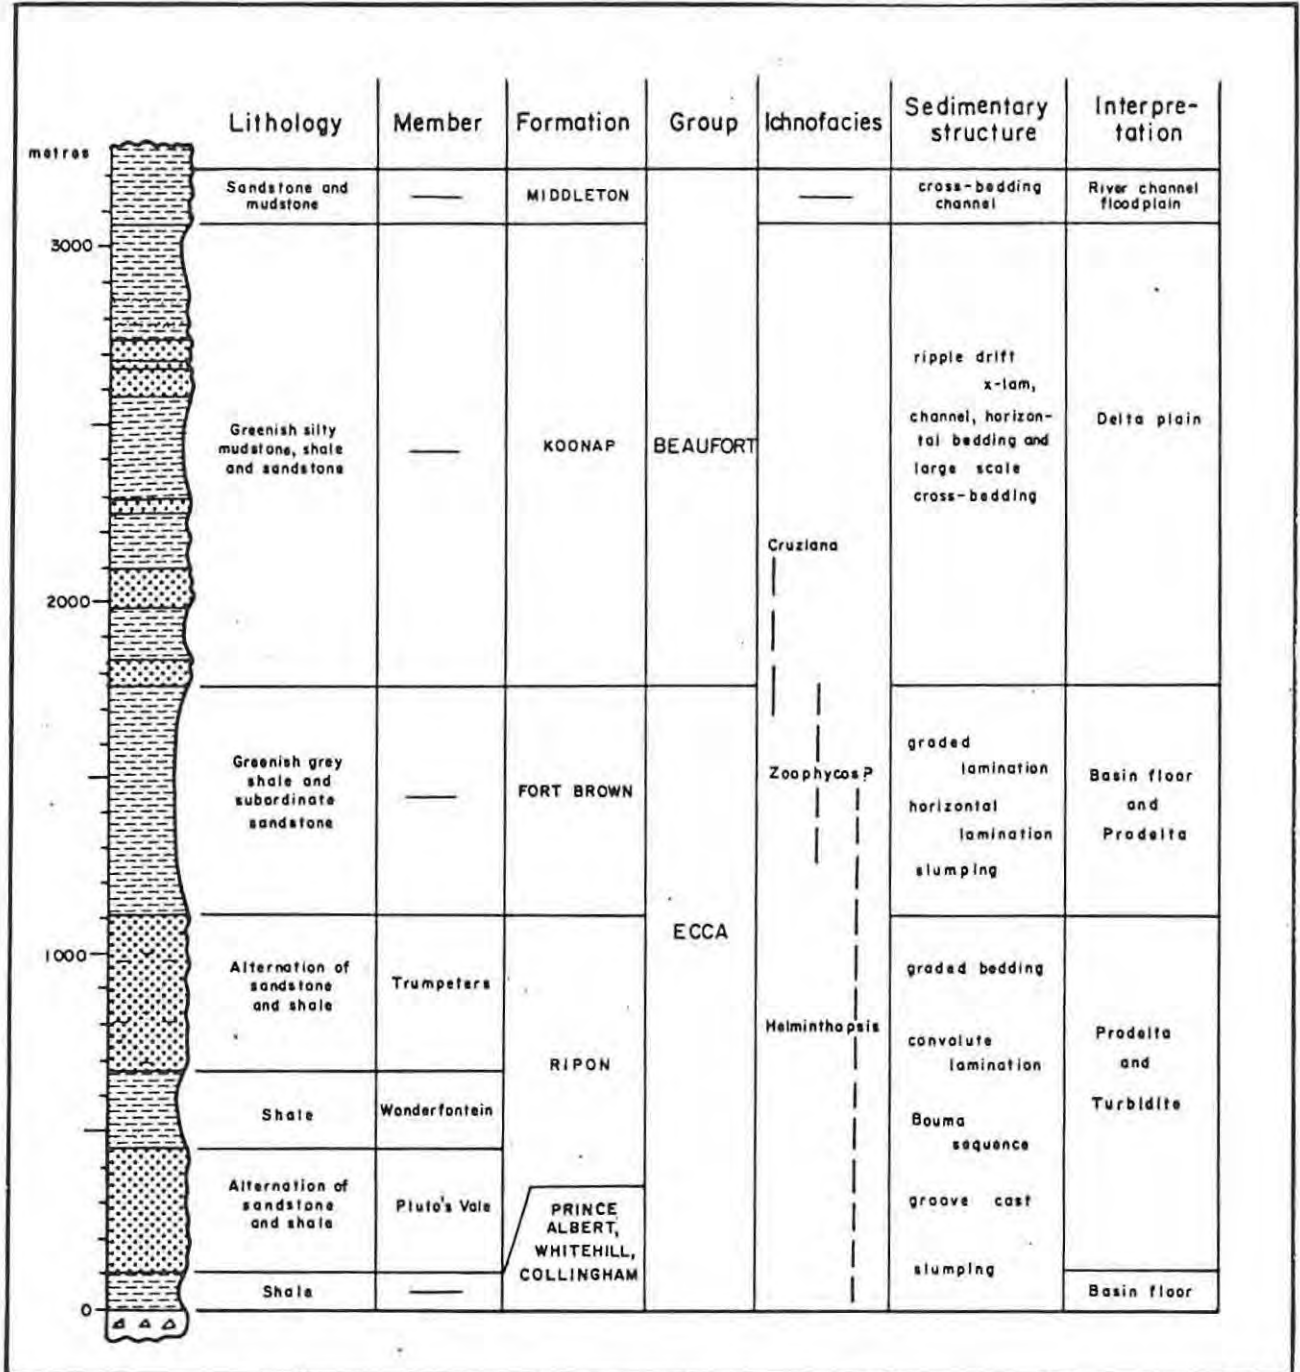 metres
Lithology
Member
Formation
Group
Ichnofacies
Sedimentary
structure
Interpre-
tation
Sandstone and
mudstone
MIDDLETON
cross-bedding
channel
River channel
floodplain
3000
Greenish silty
mudstone, shale
and sandstone
KOONAP
BEAUFORT
Cruziana
ripple drift
x-lam,
channel, horizon-
tal bedding and
large scale
cross-bedding
Delta plain
2000
Greenish grey
shale and
subordinate
sandstone
FORT BROWN
Zoophycos?
graded
lamination
horizontal
lamination
slumping
Basin floor
and
Prodelta
ECCA
1000
Alternation of
sandstone
and shale
Trumpeters
RIPON
Helminthopsis
graded bedding
convolute
lamination
Bouma
sequence
groove cast
slumping
Prodelta
and
Turbidite
Shale
Wonderfontein
Alternation of
sandstone
and shale
Pluto's Vale
PRINCE
ALBERT,
WHITEHILL,
COLLINGHAM
Shale
Basin floor
0